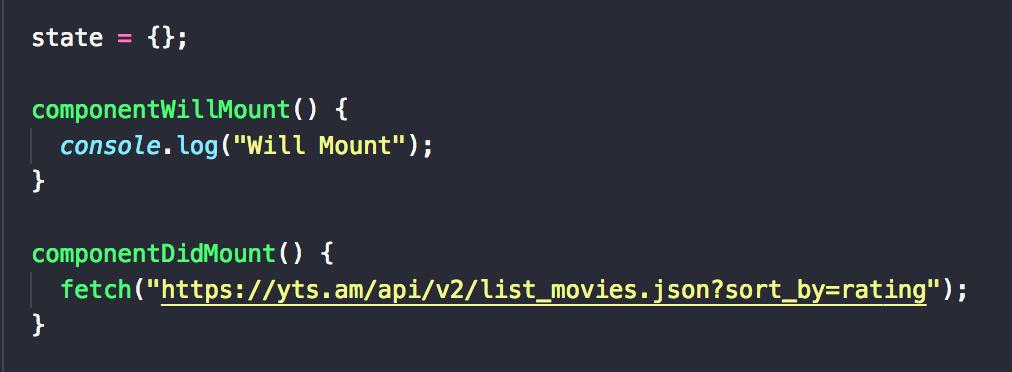 state = {};
componentWillMount() {
console.log("Will Mount");
}
componentDidMount() {
fetch("https://yts.am/api/v2/list_movies.json?sort_by=rating");
}